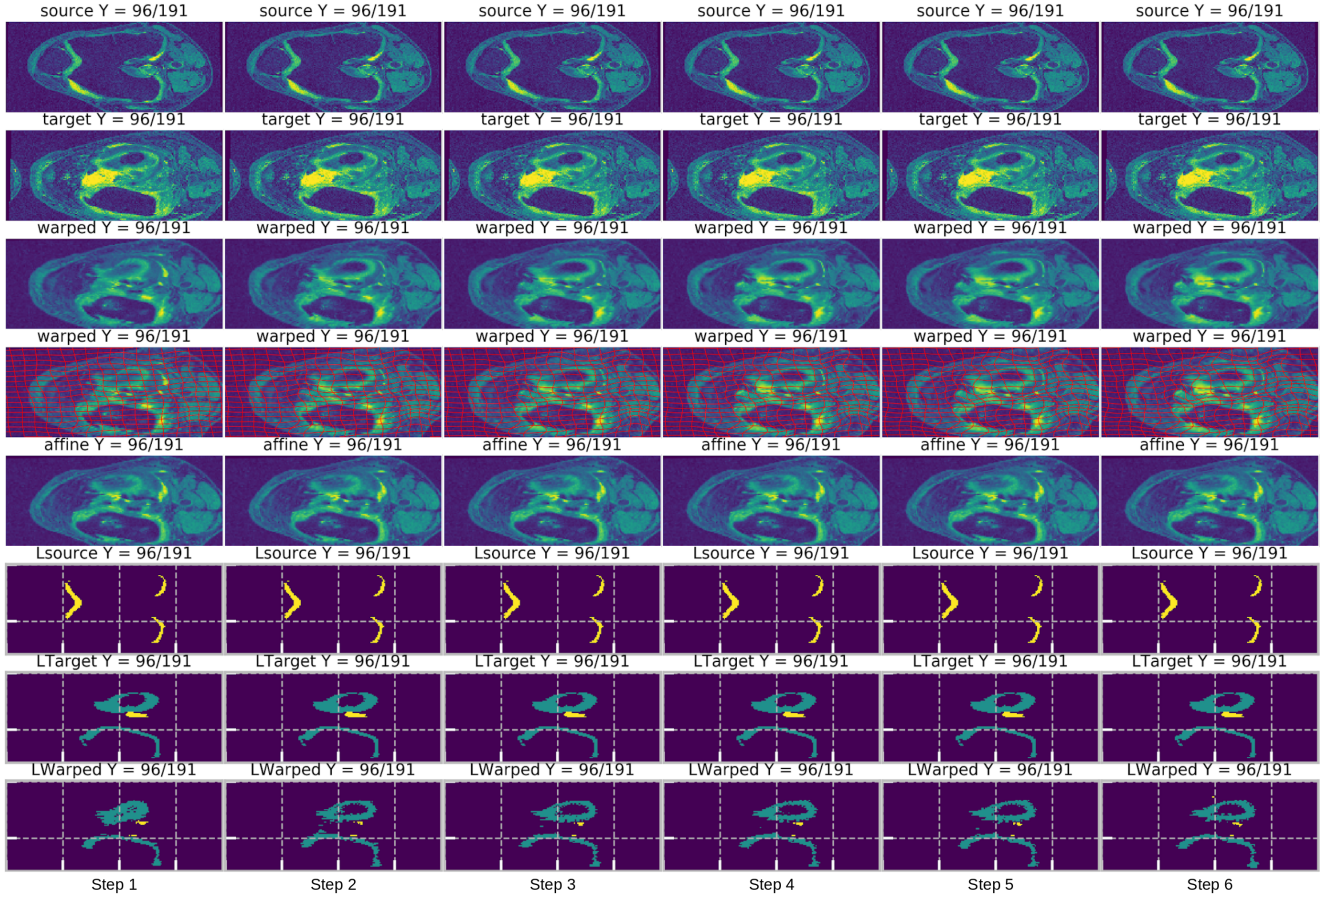 source Y = 96/191 source Y = 96/191 source Y = 96/191 source Y = 96/191 source Y = 96/191 source Y = 96/191
target Y = 96/191 target Y = 96/191 target Y = 96/191 target Y = 96/191 target Y = 96/191 target Y = 96/191
warped Y = 96/191 warped Y = 96/191 warped Y = 96/191 warped Y = 96/191 warped Y = 96/191 warped Y = 96/191
warped Y = 96/191 warped Y = 96/191 warped Y = 96/191 warped Y = 96/191 warped Y = 96/191 warped Y = 96/191
affine Y = 96/191 affine Y = 96/191 affine Y = 96/191 affine Y = 96/191 affine Y = 96/191 affine Y = 96/191
Lsource Y = 96/191 Lsource Y = 96/191 Lsource Y = 96/191 Lsource Y = 96/191 Lsource Y = 96/191 Lsource Y = 96/191
LTarget Y = 96/191 LTarget Y = 96/191 LTarget Y = 96/191 LTarget Y = 96/191 LTarget Y = 96/191 LTarget Y = 96/191
LWarped Y = 96/191 LWarped Y = 96/191 LWarped Y = 96/191 LWarped Y = 96/191 LWarped Y = 96/191 LWarped Y = 96/191
Step 1 Step 2 Step 3 Step 4 Step 5 Step 6